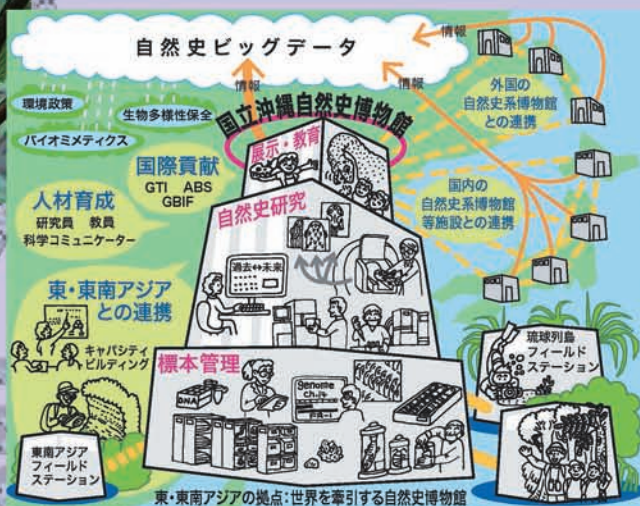 自然史ビッグデータ
情報
情報
情報
環境政策
生物多様性保全
バイオミメティクス
国立沖縄自然史博物館
外国の
自然史系博物館
との連携
展示・教育
国際貢献
GTI ABS
GBIF
人材育成
研究員 教員
科学コミュニケーター
自然史研究
国内の
自然史系博物館
等施設との連携
過去↔未来
東・東南アジア
との連携
キャパシティ
ビルディング
標本管理
DNA
Genome
琉球列島
フィールド
ステーション
東南アジア
フィールド
ステーション
東・東南アジアの拠点：世界を牽引する自然史博物館